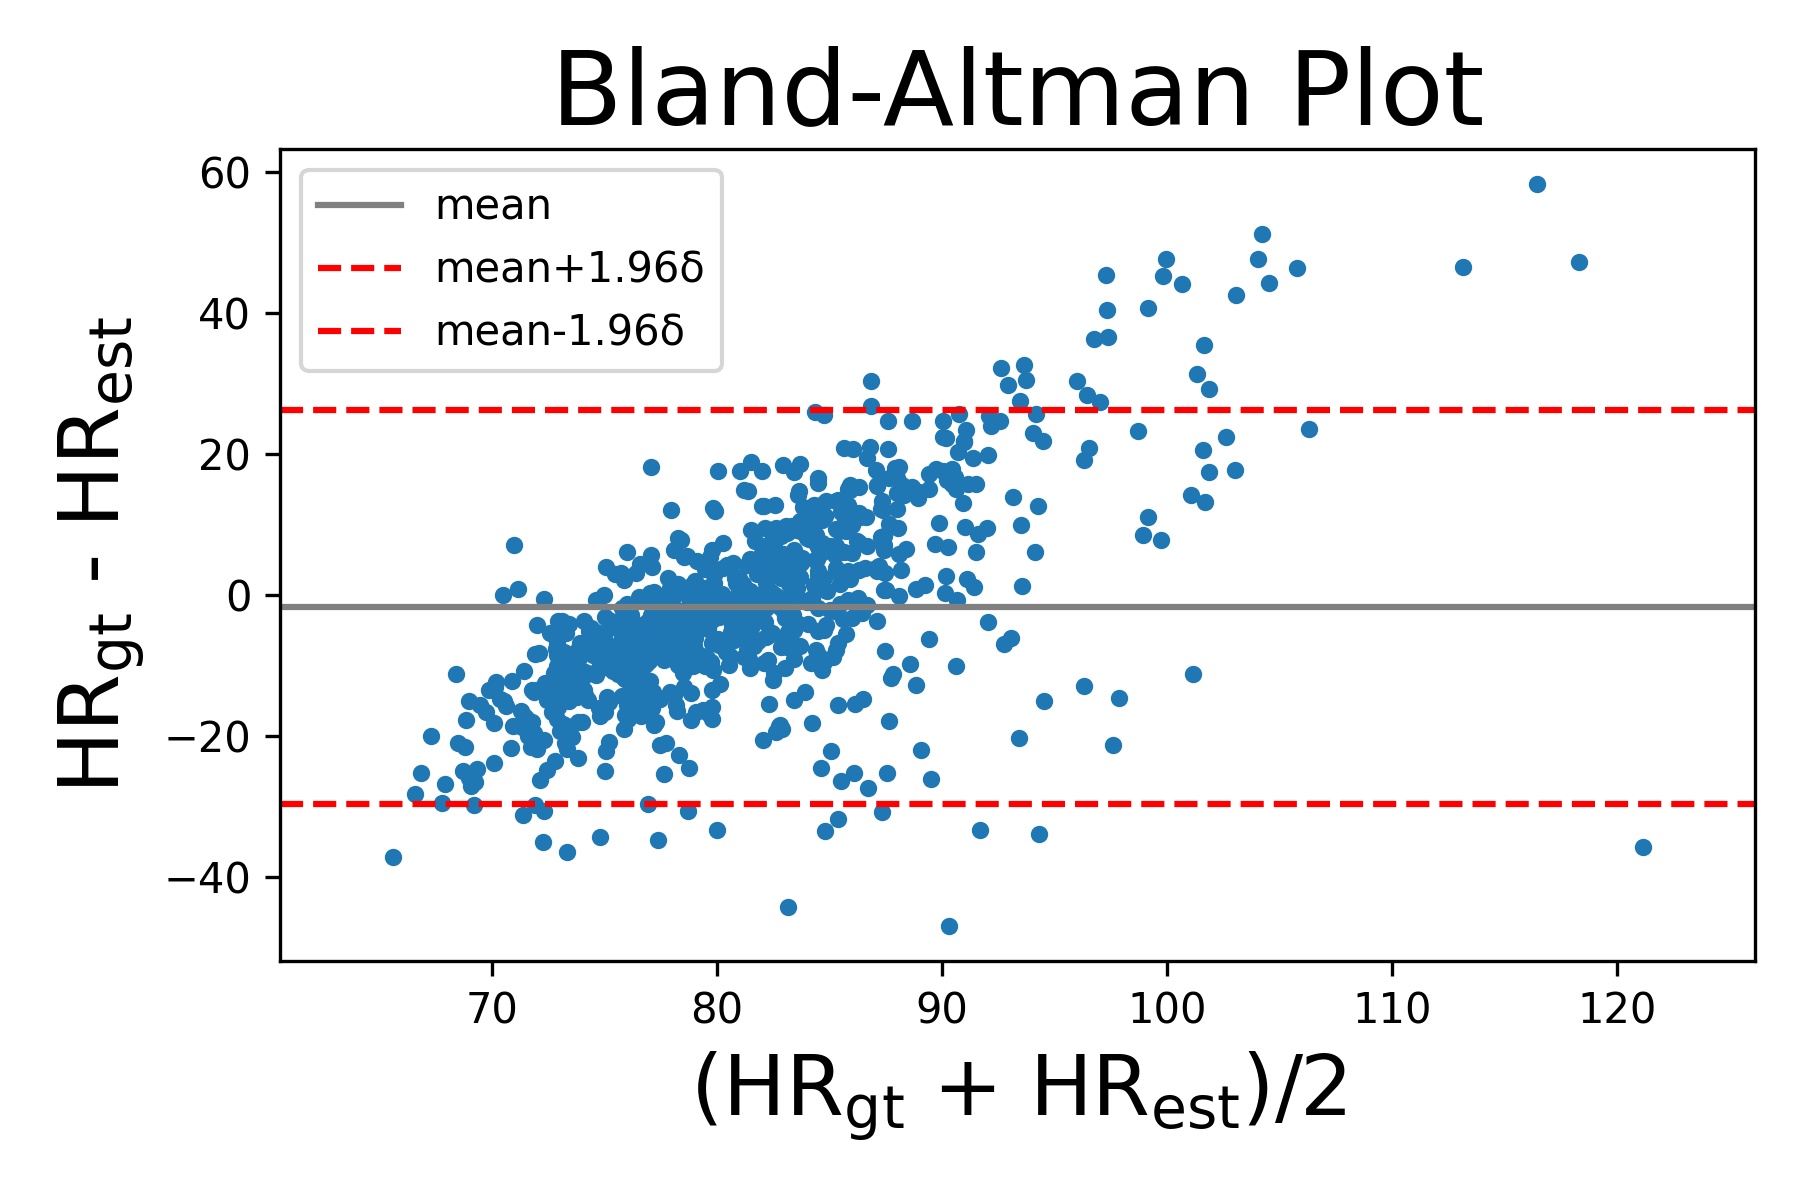 Bland-Altman Plot
mean
mean+1.96δ
mean-1.96δ
60
40
20
0
−20
−40
HRgt - HRest
70 80 90 100 110 120
(HRgt + HRest)/2